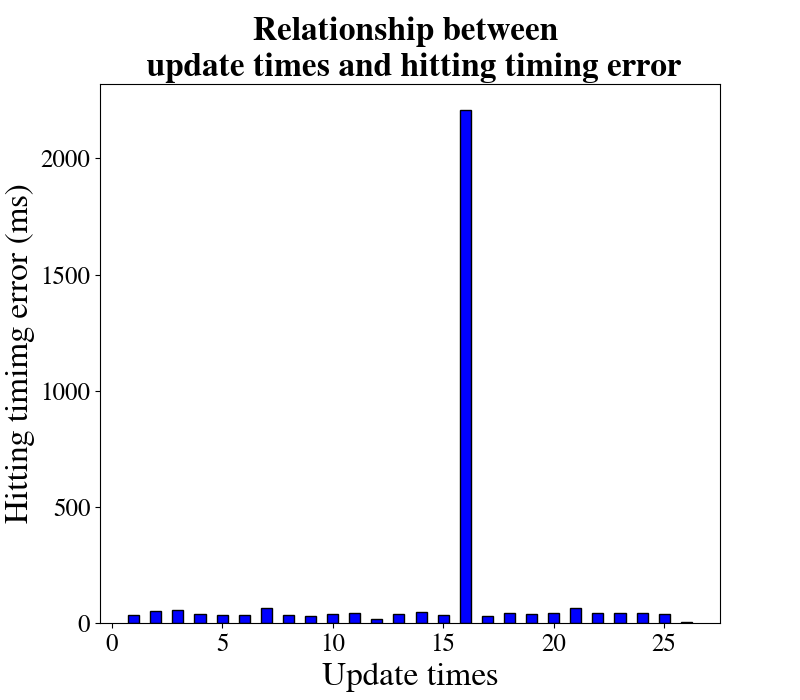 Relationship between
update times and hitting timing error
Hitting timimg error (ms)
2000
1500
1000
500
0
0 5 10 15 20 25
Update times